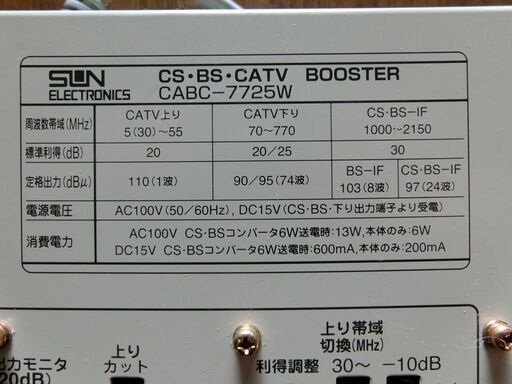 SUN
ELECTRONICS
CS・BS・CATV BOOSTER
CABC-7725W
周波数帯域(MHz)
CATV上り
5(30)~55
CATV下り
70~770
CS・BS-IF
1000~2150
標準利得(dB)
20
20/25
30
定格出力(dBμ)
110(1波)
90/95(74波)
BS-IF
103(8波)
CS・BS-IF
97(24波)
電源電圧
AC100V(50/60Hz), DC15V(CS・BS・下り出力端子より受電)
消費電力
AC100V CS・BSコンバータ6W送電時:13W,本体のみ:6W
DC15V CS・BSコンバータ6W送電時:600mA,本体のみ:200mA
出力モニタ
20dB)
上り
カット
利得調整
上り帯域
切換(MHz)
30~
-10dB